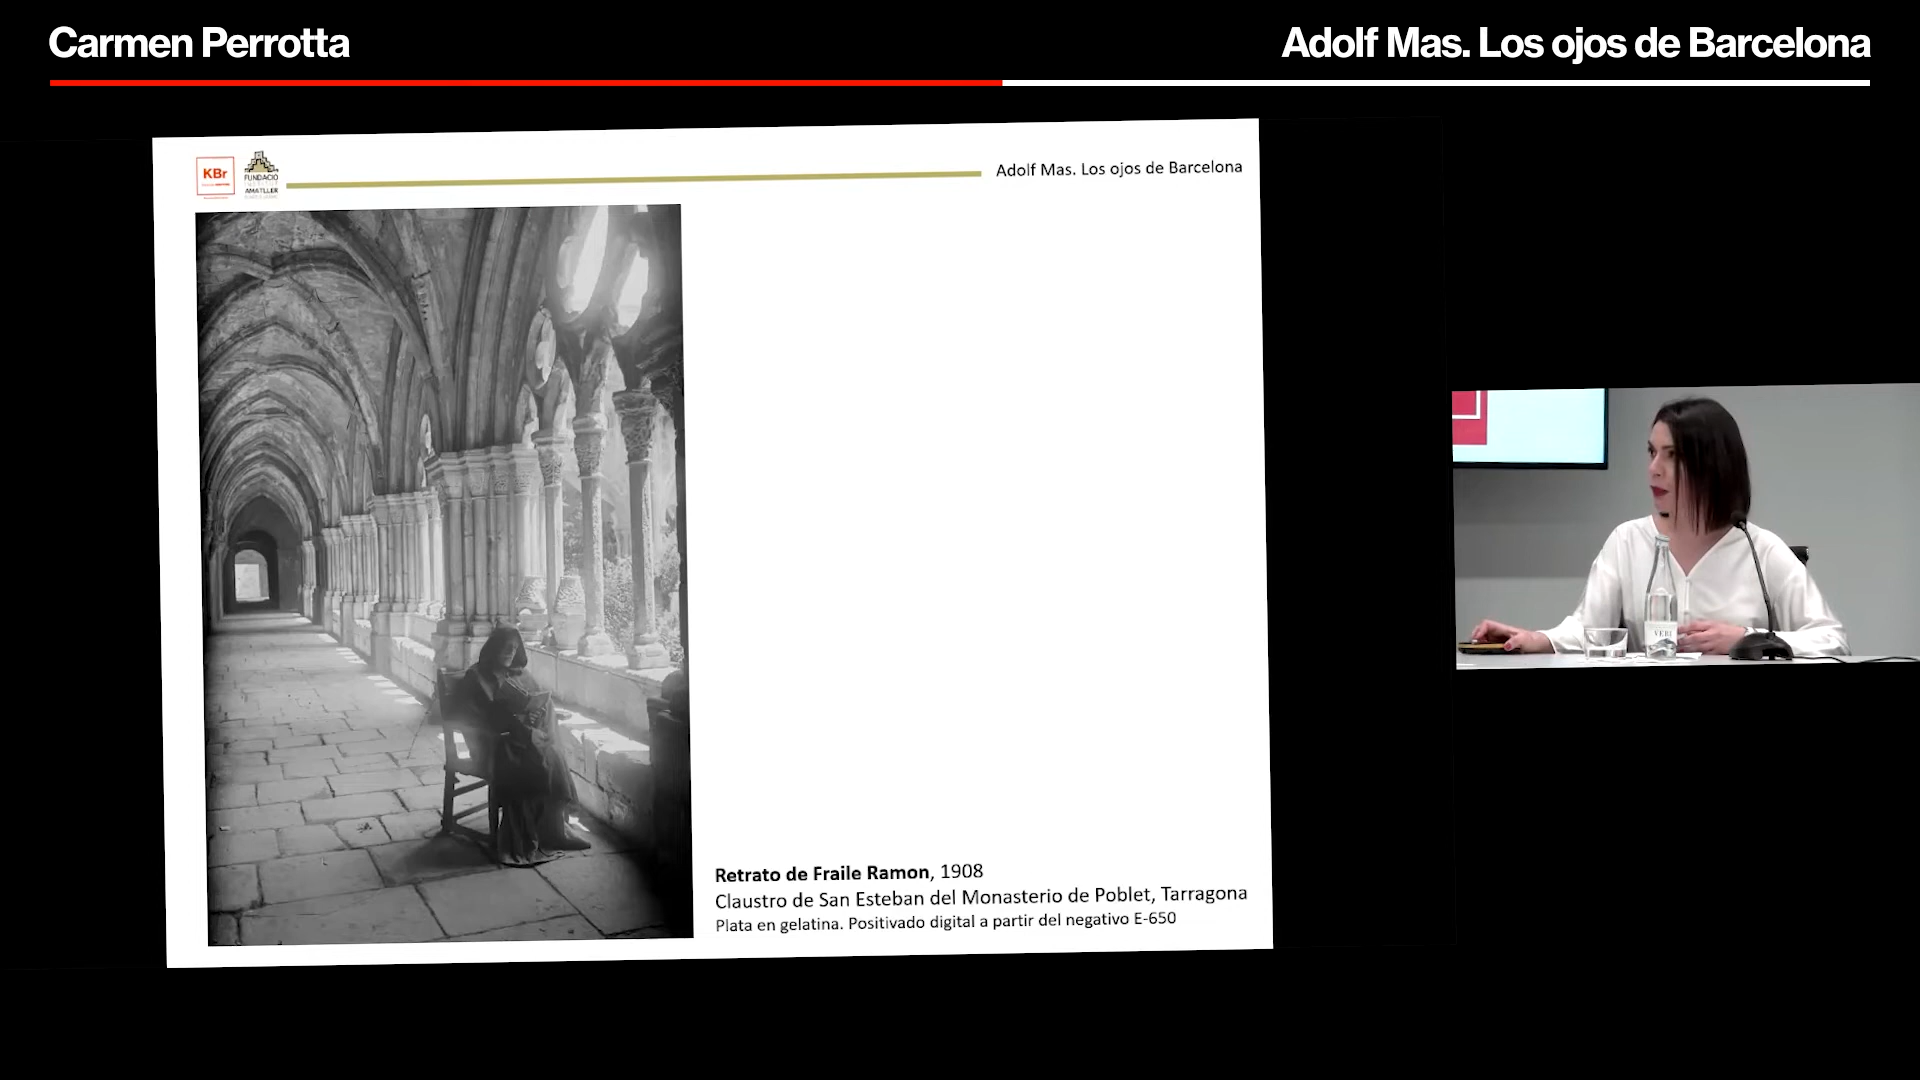 Carmen Perrotta
Adolf Mas. Los ojos de Barcelona
KBr
FUNDACIÓ
INSTITUT
AMATLLER
Adolf Mas. Los ojos de Barcelona
Retrato de Fraile Ramon, 1908
Claustro de San Esteban del Monasterio de Poblet, Tarragona
Plata en gelatina. Positivado digital a partir del negativo E-650
VERI